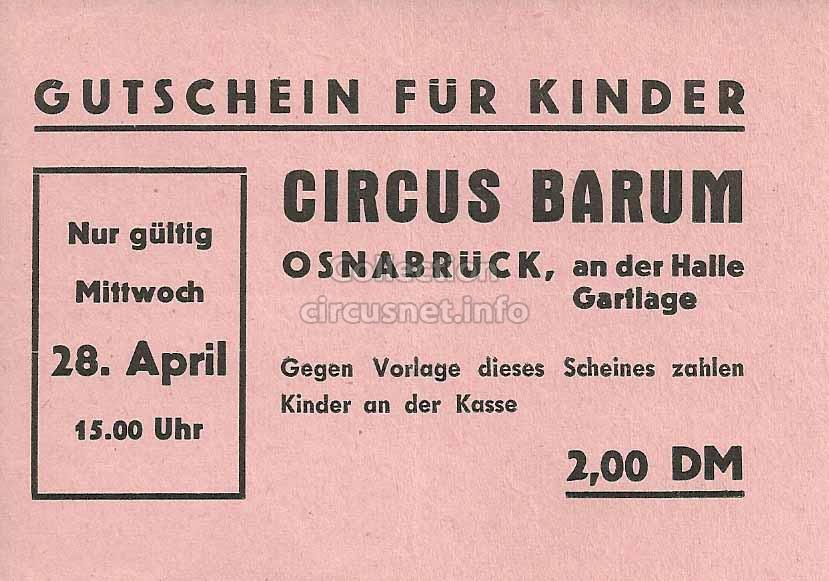 GUTSCHEIN FÜR KINDER
Nur gültig
Mittwoch
28. April
15.00 Uhr
CIRCUS BARUM
OSNABRÜCK, an der Halle
Gartlage
Gegen Vorlage dieses Scheines zahlen
Kinder an der Kasse
2,00 DM
Collection
circusnet.info